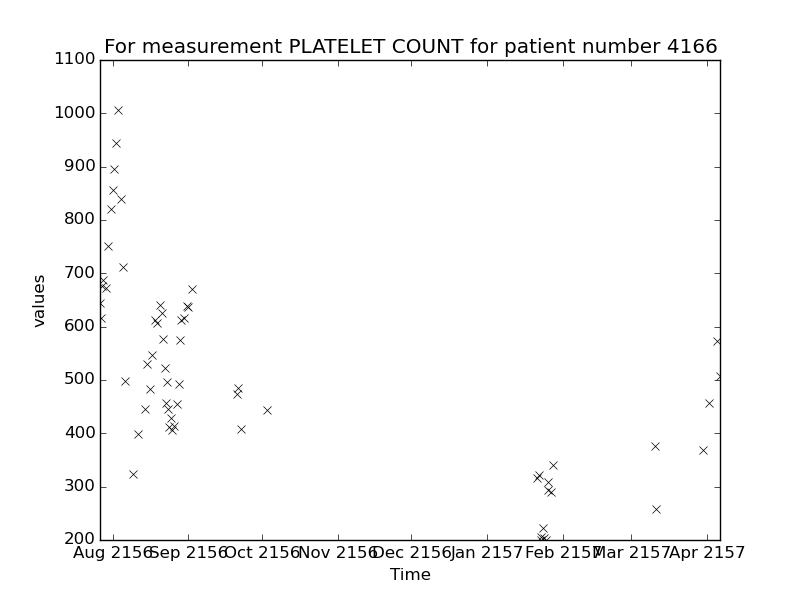 For measurement PLATELET COUNT for patient number 4166
1100
1000
900
800
700
600
500
400
300
200
values
Aug 2156 Sep 2156 Oct 2156 Nov 2156 Dec 2156 Jan 2157 Feb 2157 Mar 2157 Apr 2157
Time